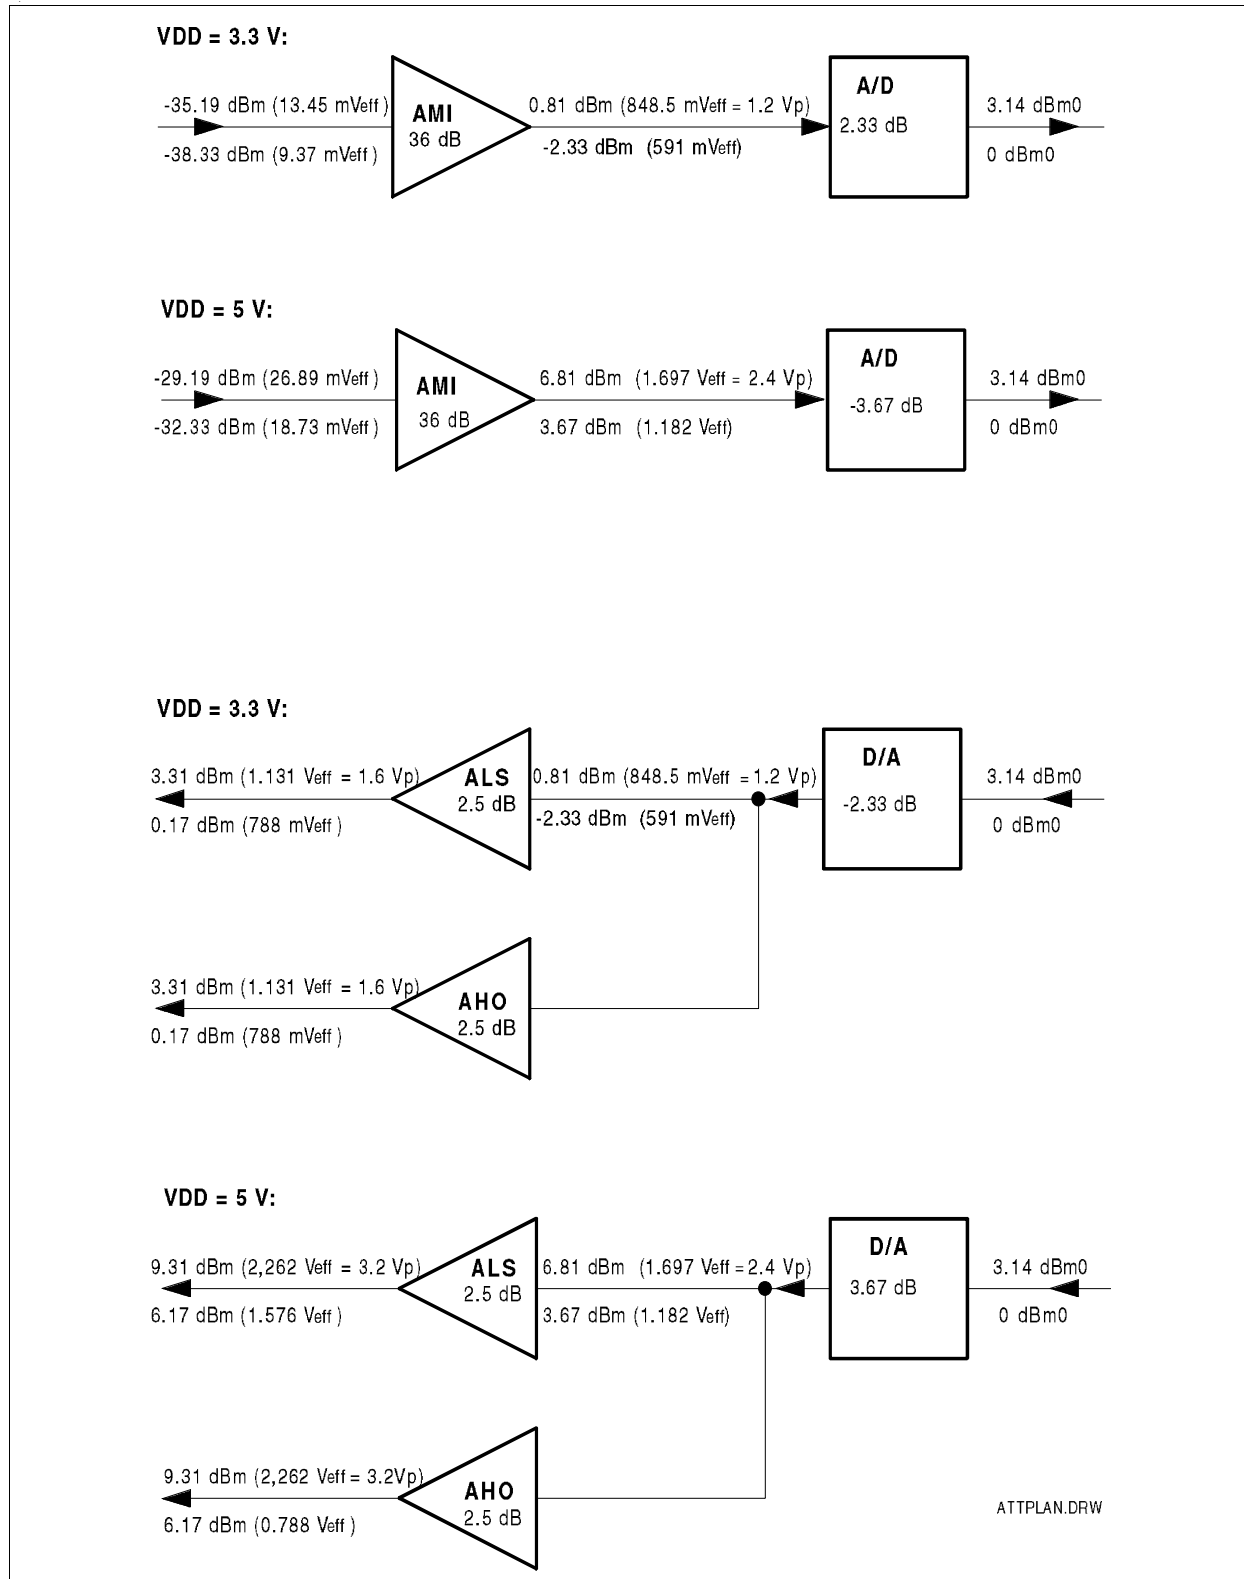 VDD = 3.3 V:
-35.19 dBm (13.45 mVeff)
-38.33 dBm (9.37 mVeff)
AMI
36 dB
0.81 dBm (848.5 mVeff = 1.2 Vp)
-2.33 dBm (591 mVeff)
A/D
2.33 dB
3.14 dBm0
0 dBm0
VDD = 5 V:
-29.19 dBm (26.89 mVeff)
-32.33 dBm (18.73 mVeff)
AMI
36 dB
6.81 dBm (1.697 Veff = 2.4 Vp)
3.67 dBm (1.182 Veff)
A/D
-3.67 dB
3.14 dBm0
0 dBm0
VDD = 3.3 V:
3.31 dBm (1.131 Veff = 1.6 Vp)
0.17 dBm (788 mVeff)
ALS
2.5 dB
0.81 dBm (848.5 mVeff = 1.2 Vp)
-2.33 dBm (591 mVeff)
D/A
-2.33 dB
3.14 dBm0
0 dBm0
3.31 dBm (1.131 Veff = 1.6 Vp)
0.17 dBm (788 mVeff)
AHO
2.5 dB
VDD = 5 V:
9.31 dBm (2,262 Veff = 3.2 Vp)
6.17 dBm (1.576 Veff)
ALS
2.5 dB
6.81 dBm (1.697 Veff = 2.4 Vp)
3.67 dBm (1.182 Veff)
D/A
3.67 dB
3.14 dBm0
0 dBm0
9.31 dBm (2,262 Veff = 3.2Vp)
6.17 dBm (0.788 Veff)
AHO
2.5 dB
ATTPLAN.DRW